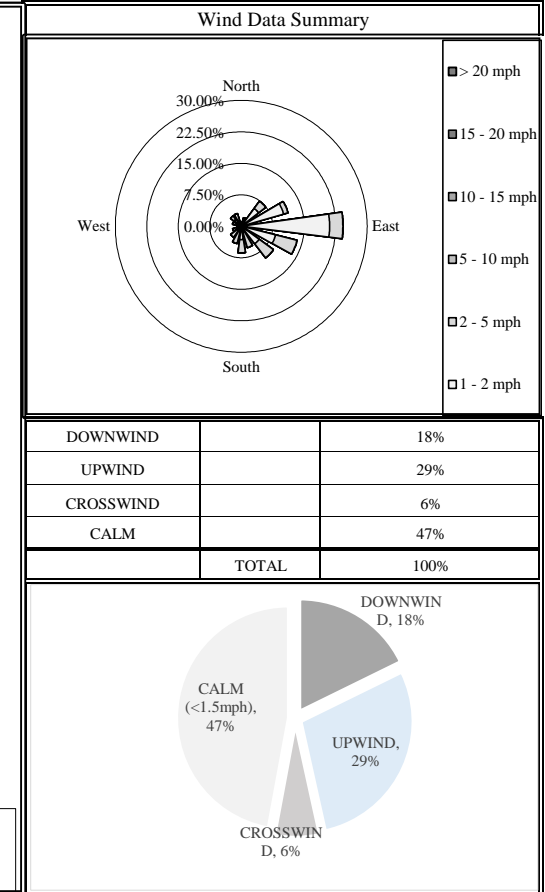 Wind Data Summary
North
30.00%
22.50%
15.00%
7.50%
0.00%
West
East
South
> 20 mph
15 - 20 mph
10 - 15 mph
5 - 10 mph
2 - 5 mph
1 - 2 mph
DOWNWIND 18%
UPWIND 29%
CROSSWIND 6%
CALM 47%
TOTAL 100%
DOWNWIN
D, 18%
CALM
(<1.5mph),
47%
UPWIND,
29%
CROSSWIN
D, 6%